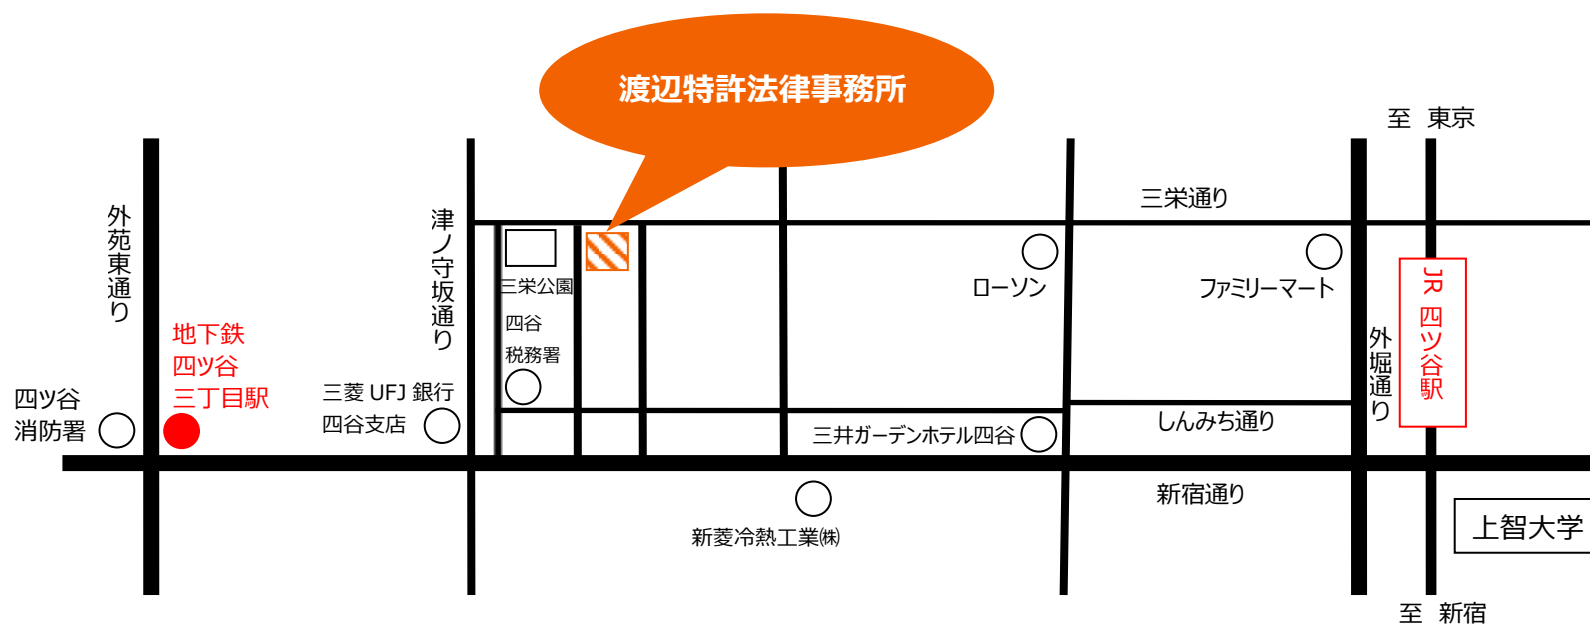 渡辺特許法律事務所
至 東京
三栄通り
外苑東通り
津ノ守坂通り
三栄公園
ローソン
ファミリーマート
JR 四ツ谷駅
四谷
税務署
地下鉄
四ツ谷
三丁目駅
外堀通り
四ツ谷
消防署
三菱 UFJ 銀行
四谷支店
三井ガーデンホテル四谷
しんみち通り
新宿通り
新菱冷熱工業㈱
上智大学
至 新宿